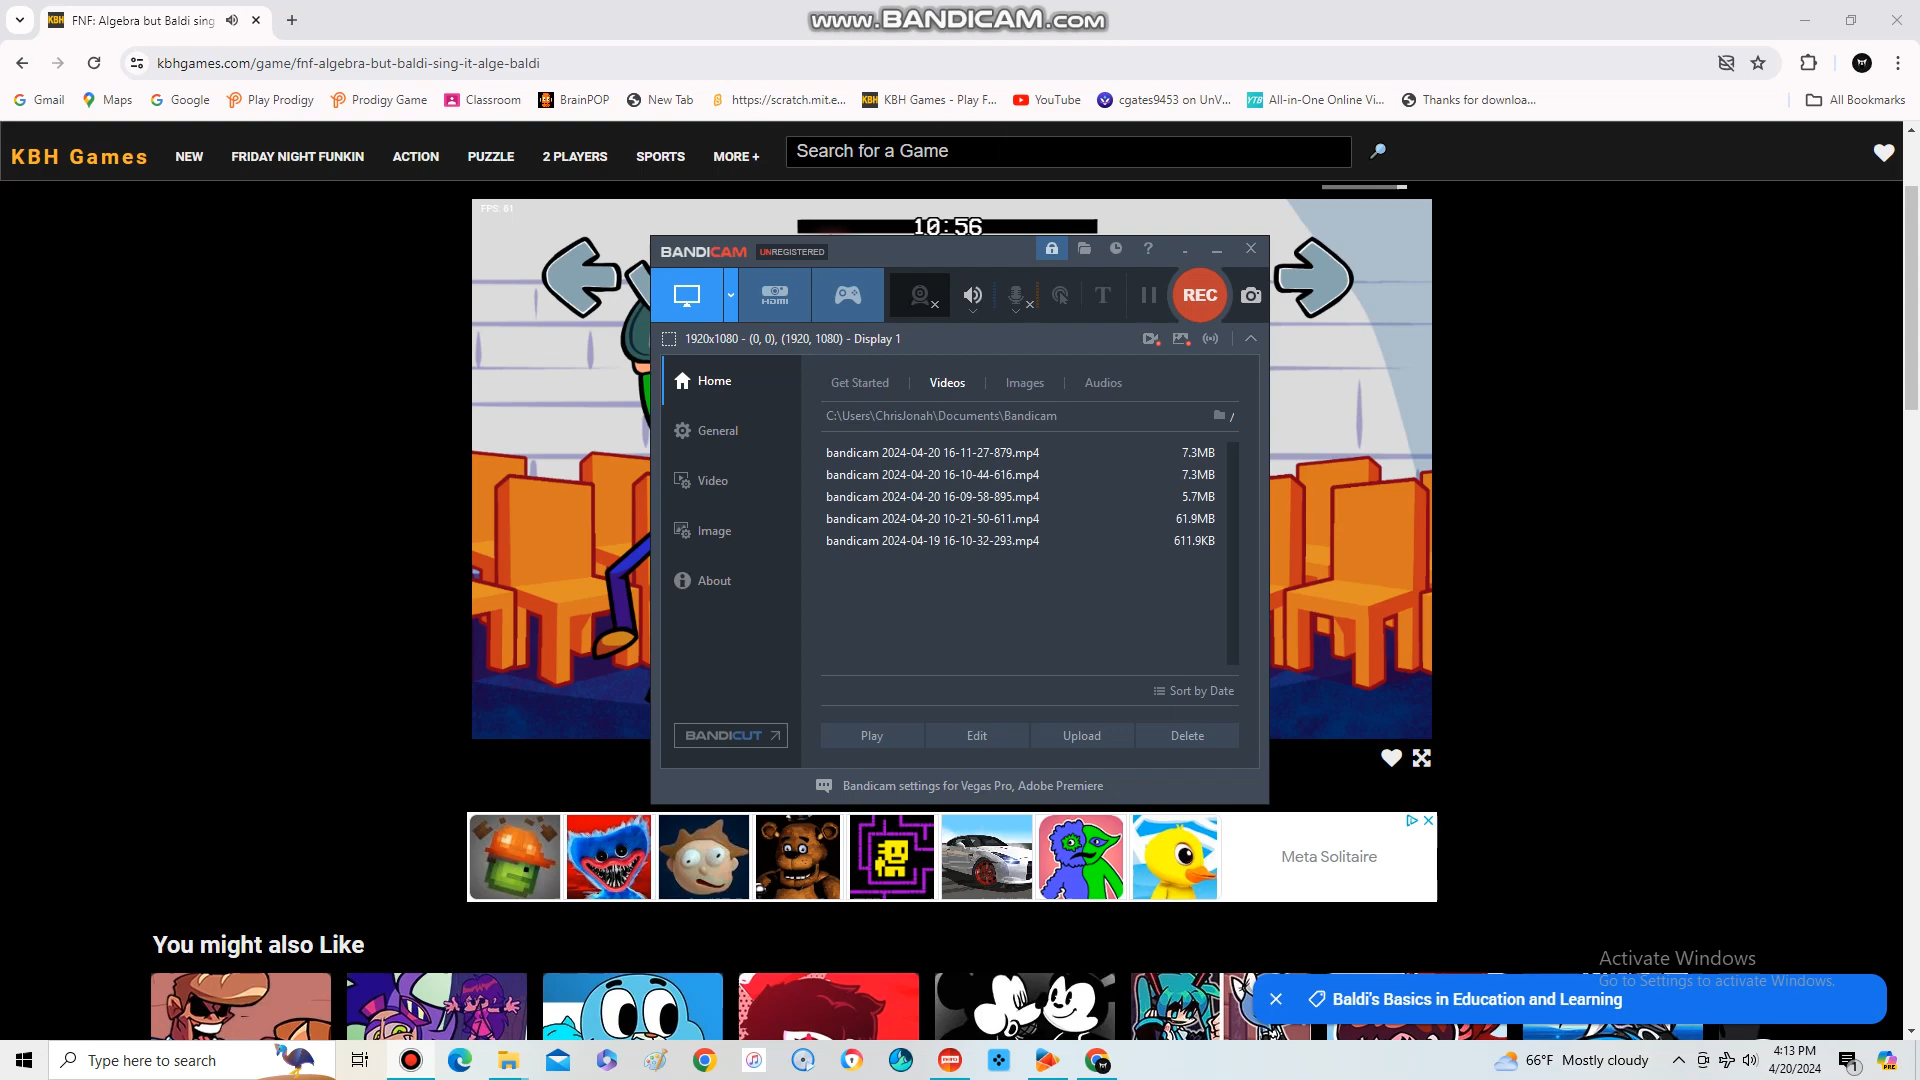 FNF: Algebra but Baldi sing
www.BANDICAM.com
kbhgames.com/game/fnf-algebra-but-baldi-sing-it-alge-baldi
Gmail Maps Google Play Prodigy Prodigy Game Classroom BrainPOP New Tab https://scratch.mit.e... KBH Games - Play F... YouTube cgates9453 on UnV... All-in-One Online Vi... Thanks for downloa... All Bookmarks
KBH Games NEW FRIDAY NIGHT FUNKIN ACTION PUZZLE 2 PLAYERS SPORTS MORE + Search for a Game
FPS: 61
10:56
BANDICAM UNREGISTERED
HDMI REC
1920x1080 - (0, 0), (1920, 1080) - Display 1
Home
General
Video
Image
About
BANDICUT
Get Started Videos Images Audios
C:\Users\ChrisJonah\Documents\Bandicam
bandicam 2024-04-20 16-11-27-879.mp4 7.3MB
bandicam 2024-04-20 16-10-44-616.mp4 7.3MB
bandicam 2024-04-20 16-09-58-895.mp4 5.7MB
bandicam 2024-04-20 10-21-50-611.mp4 61.9MB
bandicam 2024-04-19 16-10-32-293.mp4 611.9KB
Sort by Date
Play Edit Upload Delete
Bandicam settings for Vegas Pro, Adobe Premiere
Meta Solitaire
You might also Like
Activate Windows
Go to Settings to activate Windows.
Baldi's Basics in Education and Learning
Type here to search
66°F Mostly cloudy
4:13 PM
4/20/2024
1